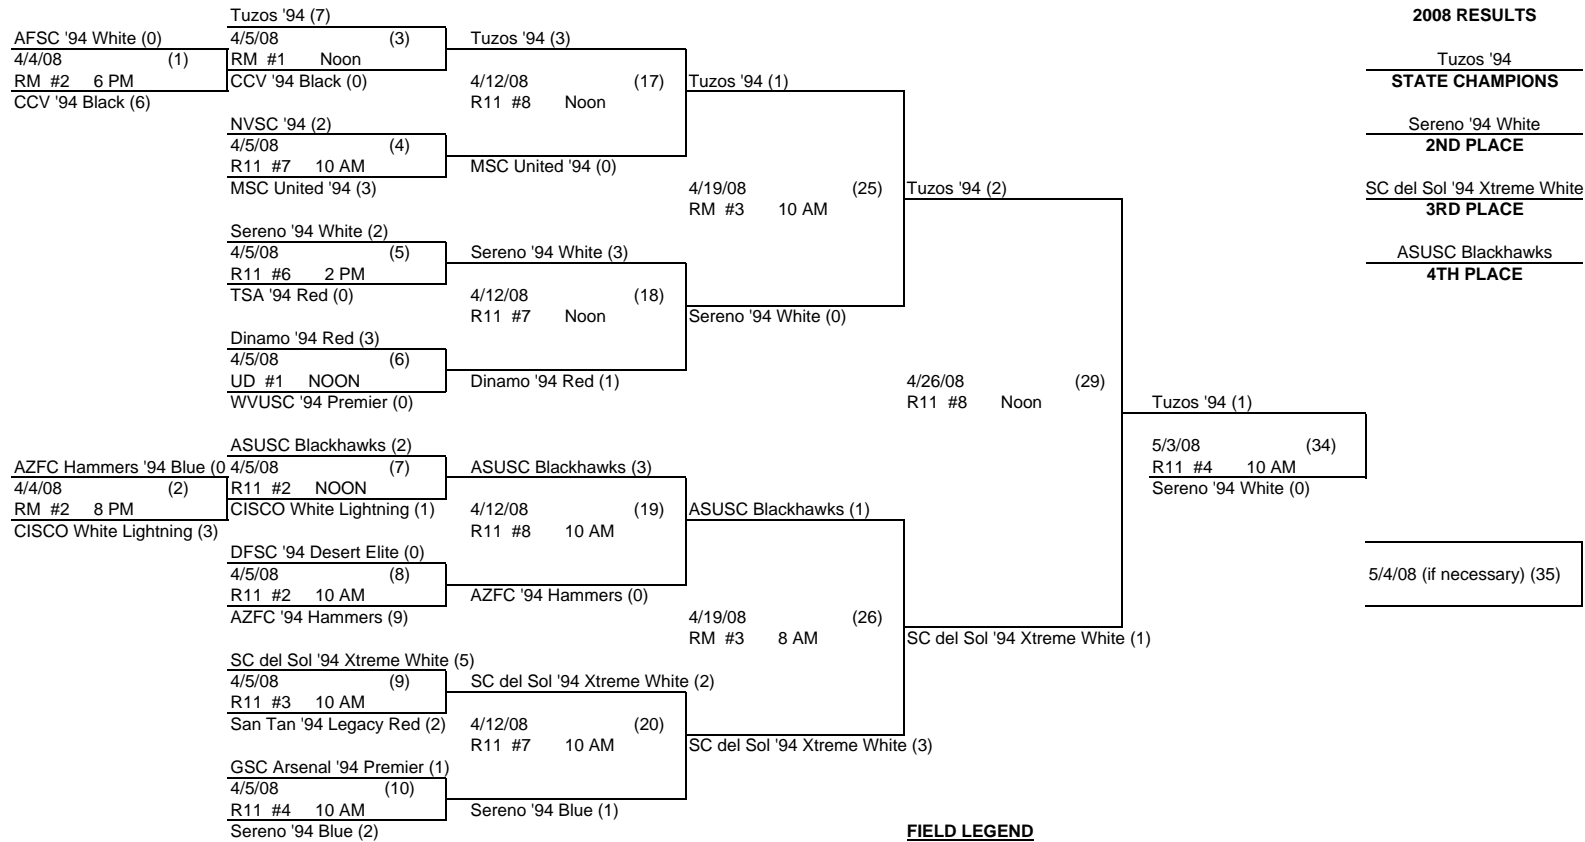 Tuzos '94 (7)
2008 RESULTS
AFSC '94 White (0)
4/5/08 (3)
Tuzos '94 (3)
4/4/08 (1)
RM #1 Noon
Tuzos '94
RM #2 6 PM
CCV '94 Black (0)
4/12/08 (17)
Tuzos '94 (1)
STATE CHAMPIONS
CCV '94 Black (6)
R11 #8 Noon
NVSC '94 (2)
Sereno '94 White
4/5/08 (4)
2ND PLACE
R11 #7 10 AM
MSC United '94 (0)
MSC United '94 (3)
4/19/08 (25)
Tuzos '94 (2)
SC del Sol '94 Xtreme White
RM #3 10 AM
3RD PLACE
Sereno '94 White (2)
4/5/08 (5)
Sereno '94 White (3)
ASUSC Blackhawks
R11 #6 2 PM
4TH PLACE
TSA '94 Red (0)
4/12/08 (18)
R11 #7 Noon
Sereno '94 White (0)
Dinamo '94 Red (3)
4/5/08 (6)
UD #1 NOON
Dinamo '94 Red (1)
4/26/08 (29)
WVUSC '94 Premier (0)
R11 #8 Noon
Tuzos '94 (1)
ASUSC Blackhawks (2)
5/3/08 (34)
AZFC Hammers '94 Blue (0
4/5/08 (7)
ASUSC Blackhawks (3)
R11 #4 10 AM
4/4/08 (2)
R11 #2 NOON
Sereno '94 White (0)
RM #2 8 PM
CISCO White Lightning (1)
4/12/08 (19)
ASUSC Blackhawks (1)
CISCO White Lightning (3)
R11 #8 10 AM
DFSC '94 Desert Elite (0)
4/5/08 (8)
5/4/08 (if necessary) (35)
R11 #2 10 AM
AZFC '94 Hammers (0)
AZFC '94 Hammers (9)
4/19/08 (26)
RM #3 8 AM
SC del Sol '94 Xtreme White (1)
SC del Sol '94 Xtreme White (5)
4/5/08 (9)
SC del Sol '94 Xtreme White (2)
R11 #3 10 AM
San Tan '94 Legacy Red (2)
4/12/08 (20)
R11 #7 10 AM
SC del Sol '94 Xtreme White (3)
GSC Arsenal '94 Premier (1)
4/5/08 (10)
R11 #4 10 AM
Sereno '94 Blue (1)
Sereno '94 Blue (2)
FIELD LEGEND